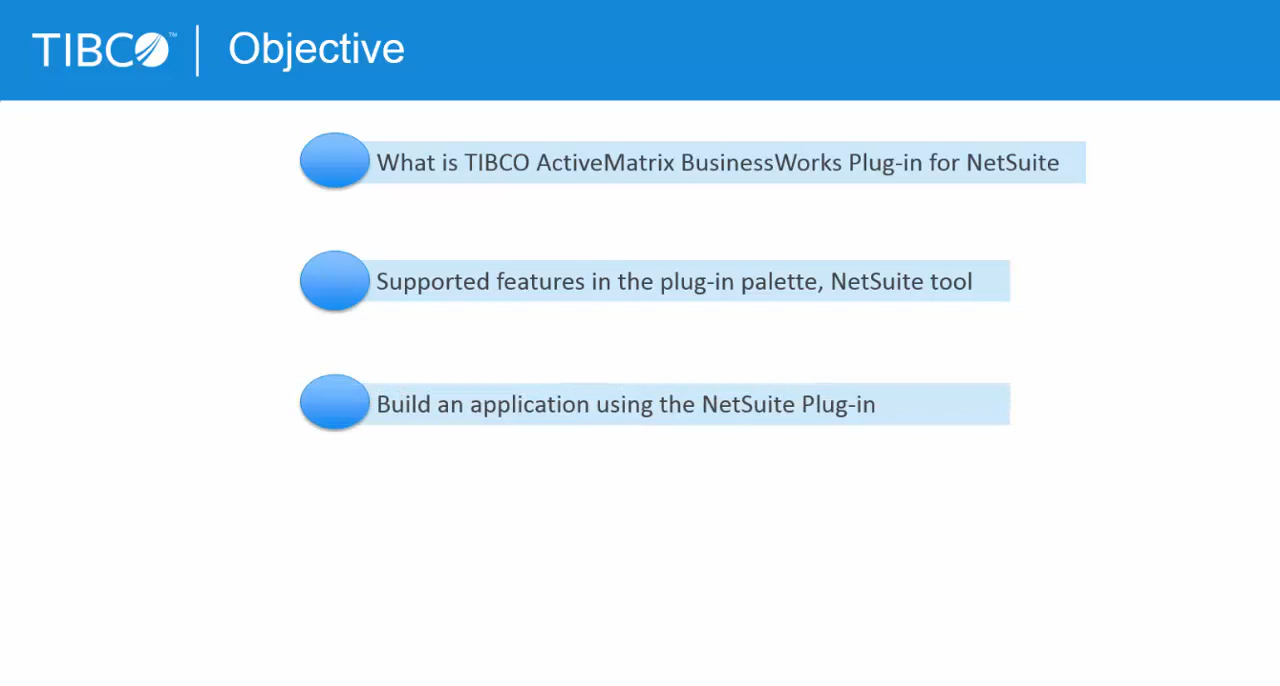 TIBCO™ | Objective
What is TIBCO ActiveMatrix BusinessWorks Plug-in for NetSuite
Supported features in the plug-in palette, NetSuite tool
Build an application using the NetSuite Plug-in